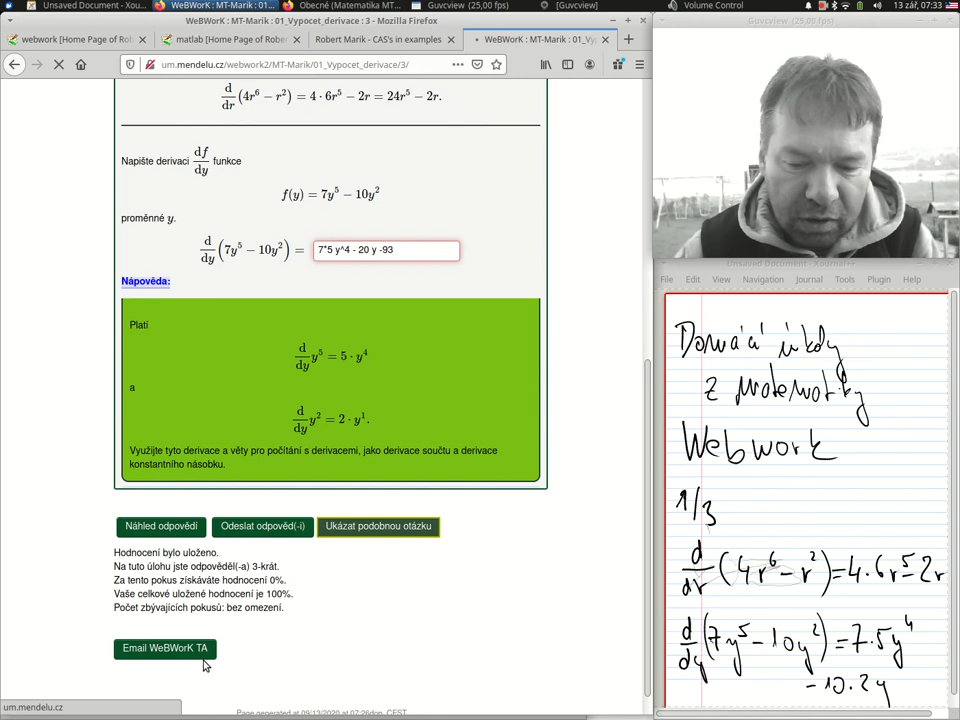 Unsaved Document - Xou...
WeBWorK : MT-Marik : 01...
Obecné (Matematika MT...
Guvcview (25,00 fps)
[Guvcview]
Volume Control
13 zář, 07:33
WeBWorK : MT-Marik : 01_Vypocet_derivace : 3 - Mozilla Firefox
Guvcview (25,00 fps)
webwork [Home Page of Rob
matlab [Home Page of Rober
Robert Marik - CAS's in examples
WeBWorK : MT-Marik : 01_Vy
um.mendelu.cz/webwork2/MT-Marik/01_Vypocet_derivace/3/
d/dr (4r^6 − r^2) = 4 · 6r^5 − 2r = 24r^5 − 2r.
Napište derivaci df/dy funkce
f(y) = 7y^5 − 10y^2
proměnné y.
d/dy (7y^5 − 10y^2) = 7*5 y^4 - 20 y -93
Nápověda:
Platí
d/dy y^5 = 5 · y^4
a
d/dy y^2 = 2 · y^1.
Využijte tyto derivace a věty pro počítání s derivacemi, jako derivace součtu a derivace
konstantního násobku.
Náhled odpovědí
Odeslat odpověd(-i)
Ukázat podobnou otázku
Hodnocení bylo uloženo.
Na tuto úlohu jste odpověděl(-a) 3-krát.
Za tento pokus získáváte hodnocení 0%.
Vaše celkové uložené hodnocení je 100%.
Počet zbývajících pokusů: bez omezení.
Email WeBWorK TA
Page generated at 09/13/2020 at 07:26don, CEST
um.mendelu.cz
Unsaved Document - Xournal++
File Edit View Navigation Journal Tools Plugin Help
Domácí úkoly
z matematiky
Webwork
1/3
d/dr (4r^6 − r^2) = 4.6r^5 − 2r
d/dy (7y^5 − 10y^2) = 7.5y^4
− 10.2y